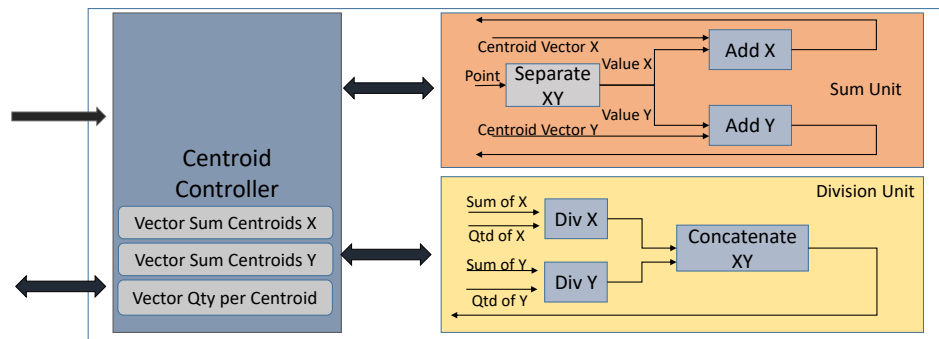 Centroid
Controller
Vector Sum Centroids X
Vector Sum Centroids Y
Vector Qty per Centroid
Centroid Vector X
Value X
Add X
Point
Separate
XY
Sum Unit
Value Y
Centroid Vector Y
Add Y
Division Unit
Sum of X
Qtd of X
Div X
Concatenate
XY
Sum of Y
Qtd of Y
Div Y